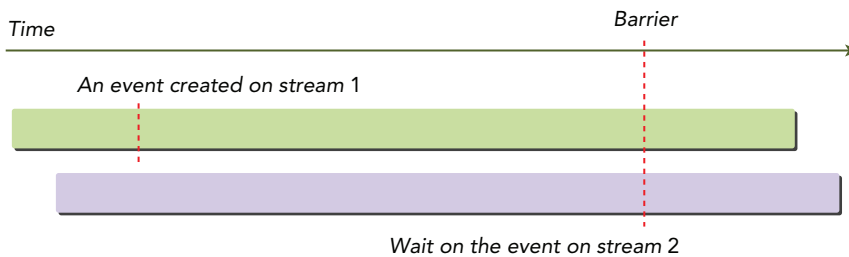 Barrier
Time
An event created on stream 1
Wait on the event on stream 2